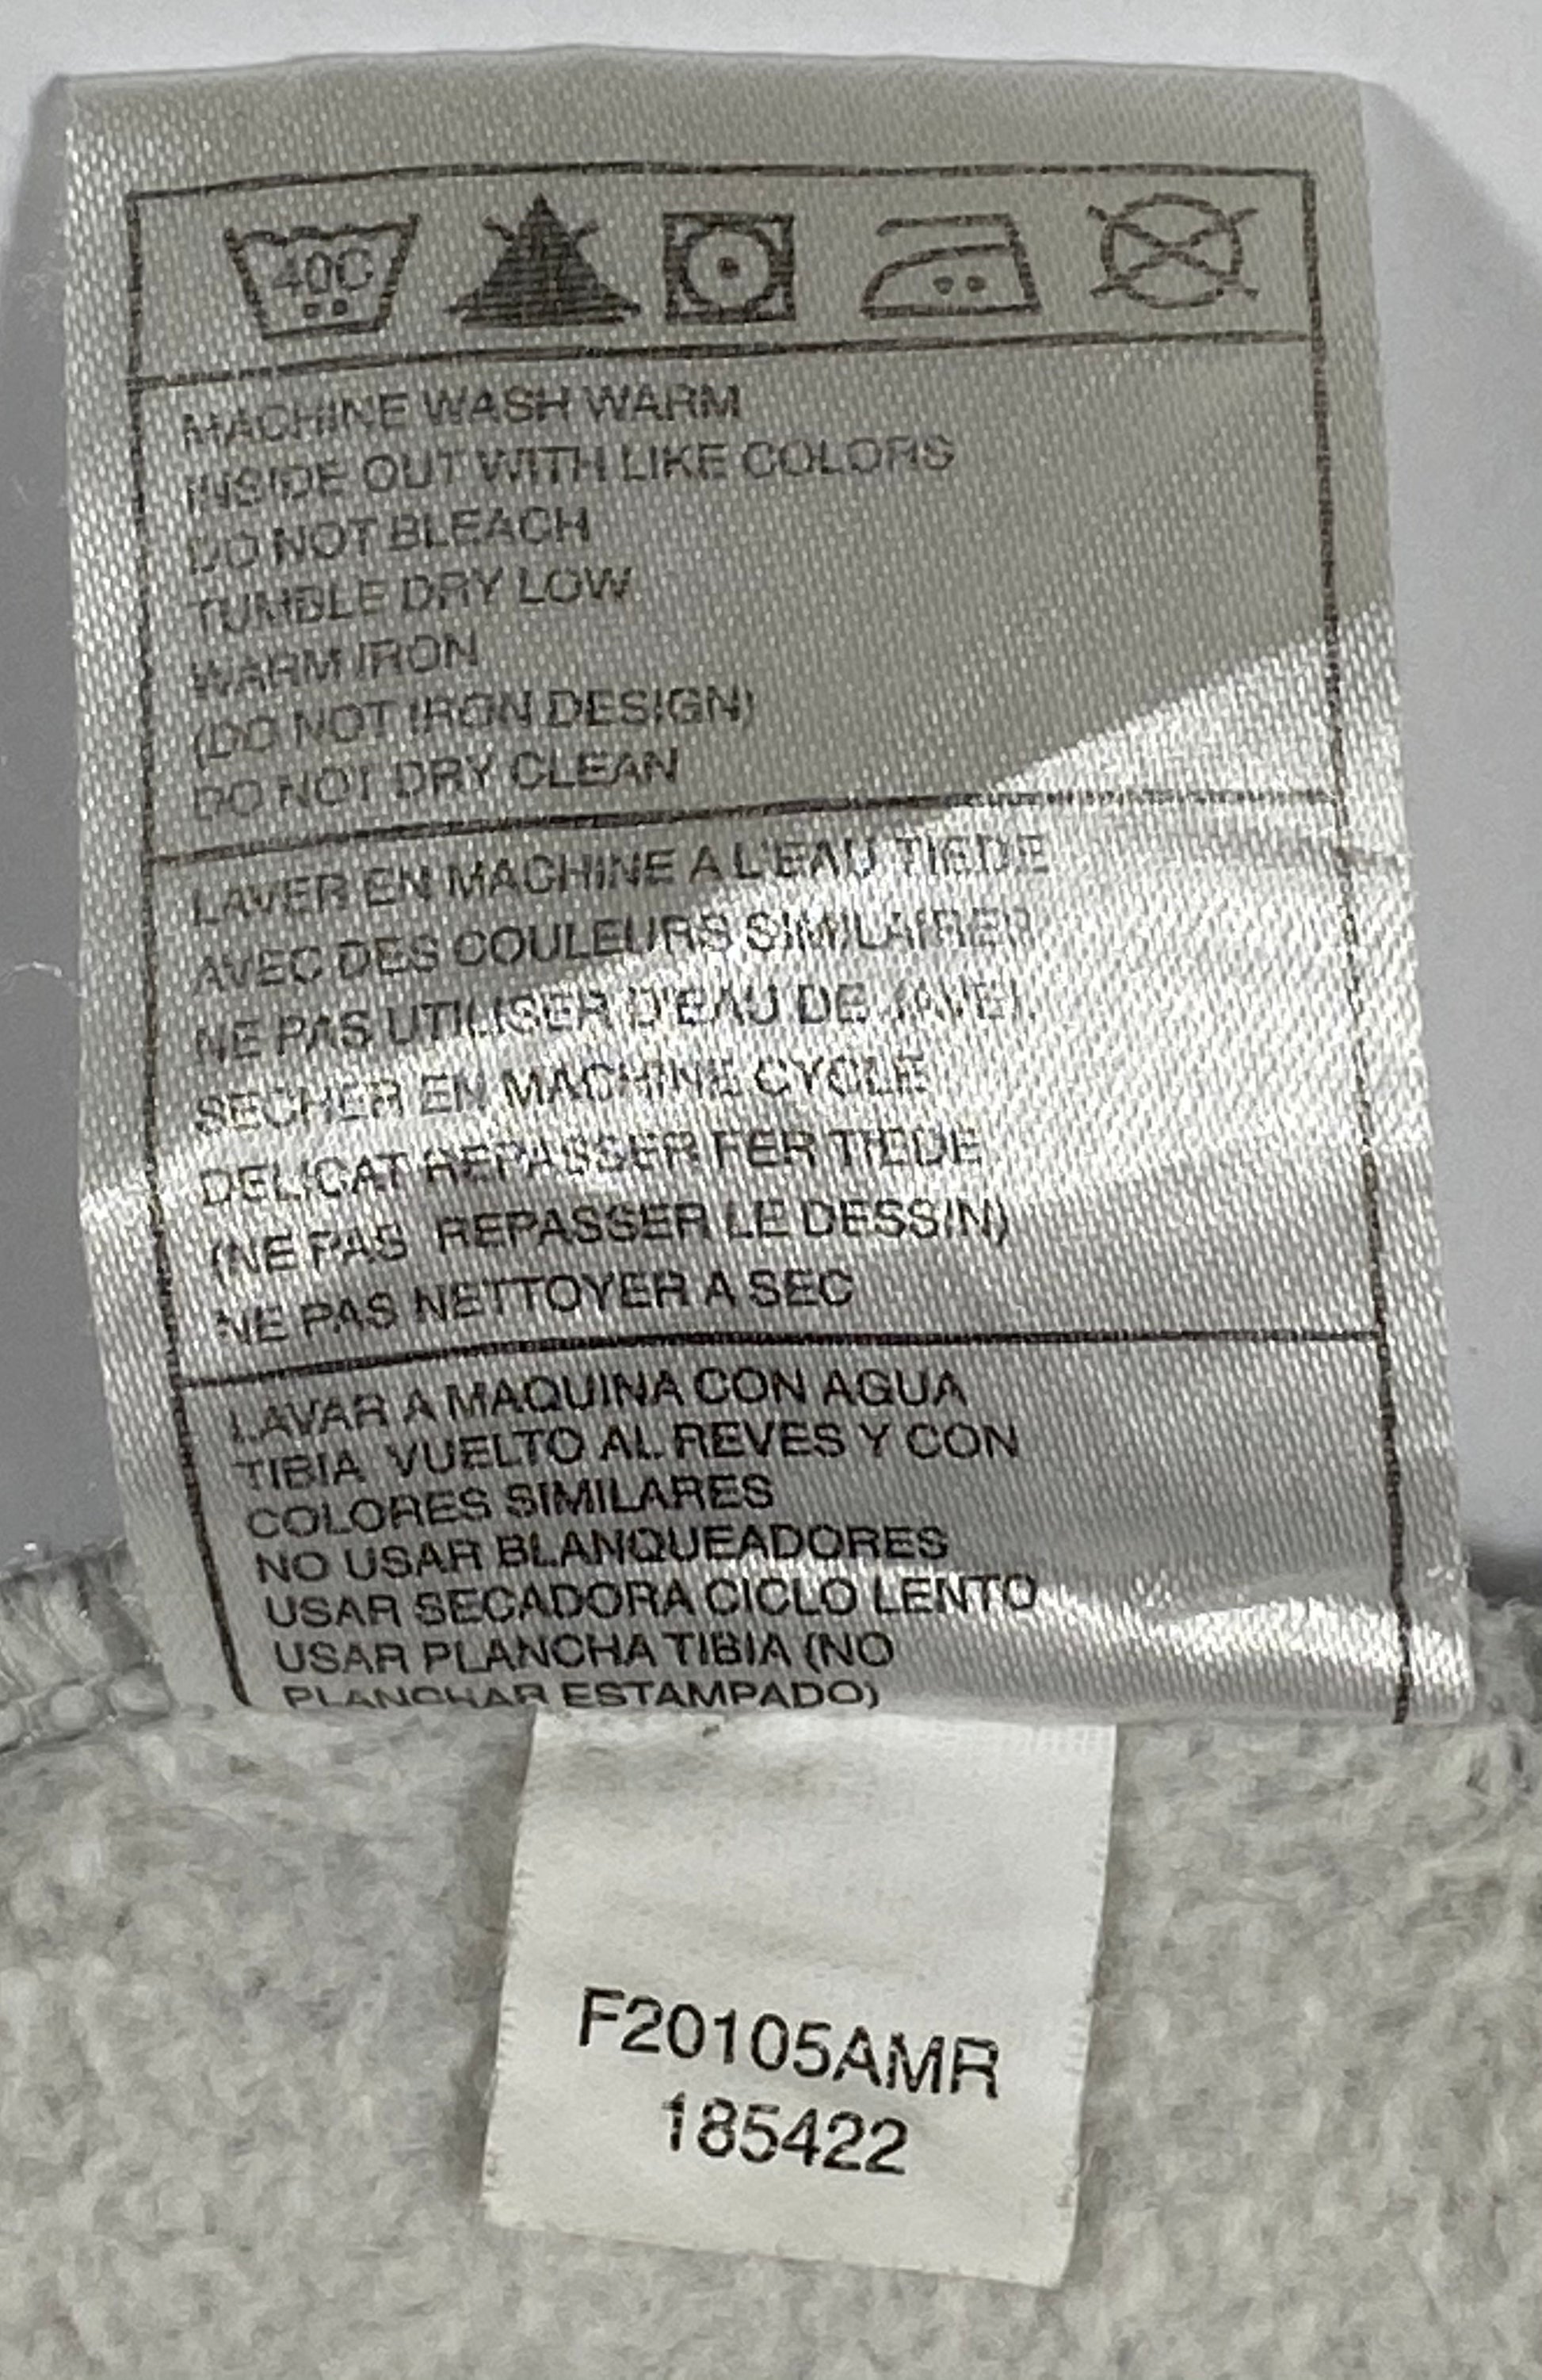 40C
MACHINE WASH WARM
INSIDE OUT WITH LIKE COLORS
DO NOT BLEACH
TUMBLE DRY LOW
WARM IRON
(DO NOT IRON DESIGN)
DO NOT DRY CLEAN
LAVER EN MACHINE A L'EAU TIEDE
AVEC DES COULEURS SIMILAIRES
NE PAS UTILISER D'EAU DE JAVEL
SECHER EN MACHINE CYCLE
DELICAT REPASSER FER TIEDE
(NE PAS REPASSER LE DESSIN)
NE PAS NETTOYER A SEC
LAVAR A MAQUINA CON AGUA
TIBIA VUELTO AL REVES Y CON
COLORES SIMILARES
NO USAR BLANQUEADORES
USAR SECADORA CICLO LENTO
USAR PLANCHA TIBIA (NO
PLANCHAR ESTAMPADO)
F20105AMR
185422